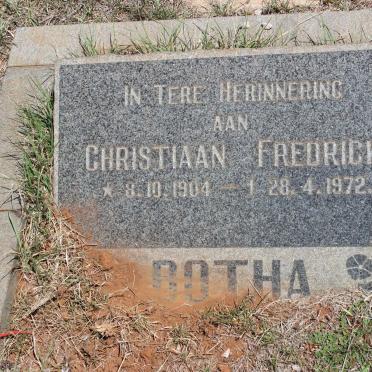 IN TERE HERINNERING
AAN
CHRISTIAAN FREDRICK
* 8.10.1904 — † 28.4.1972.
BOTHA